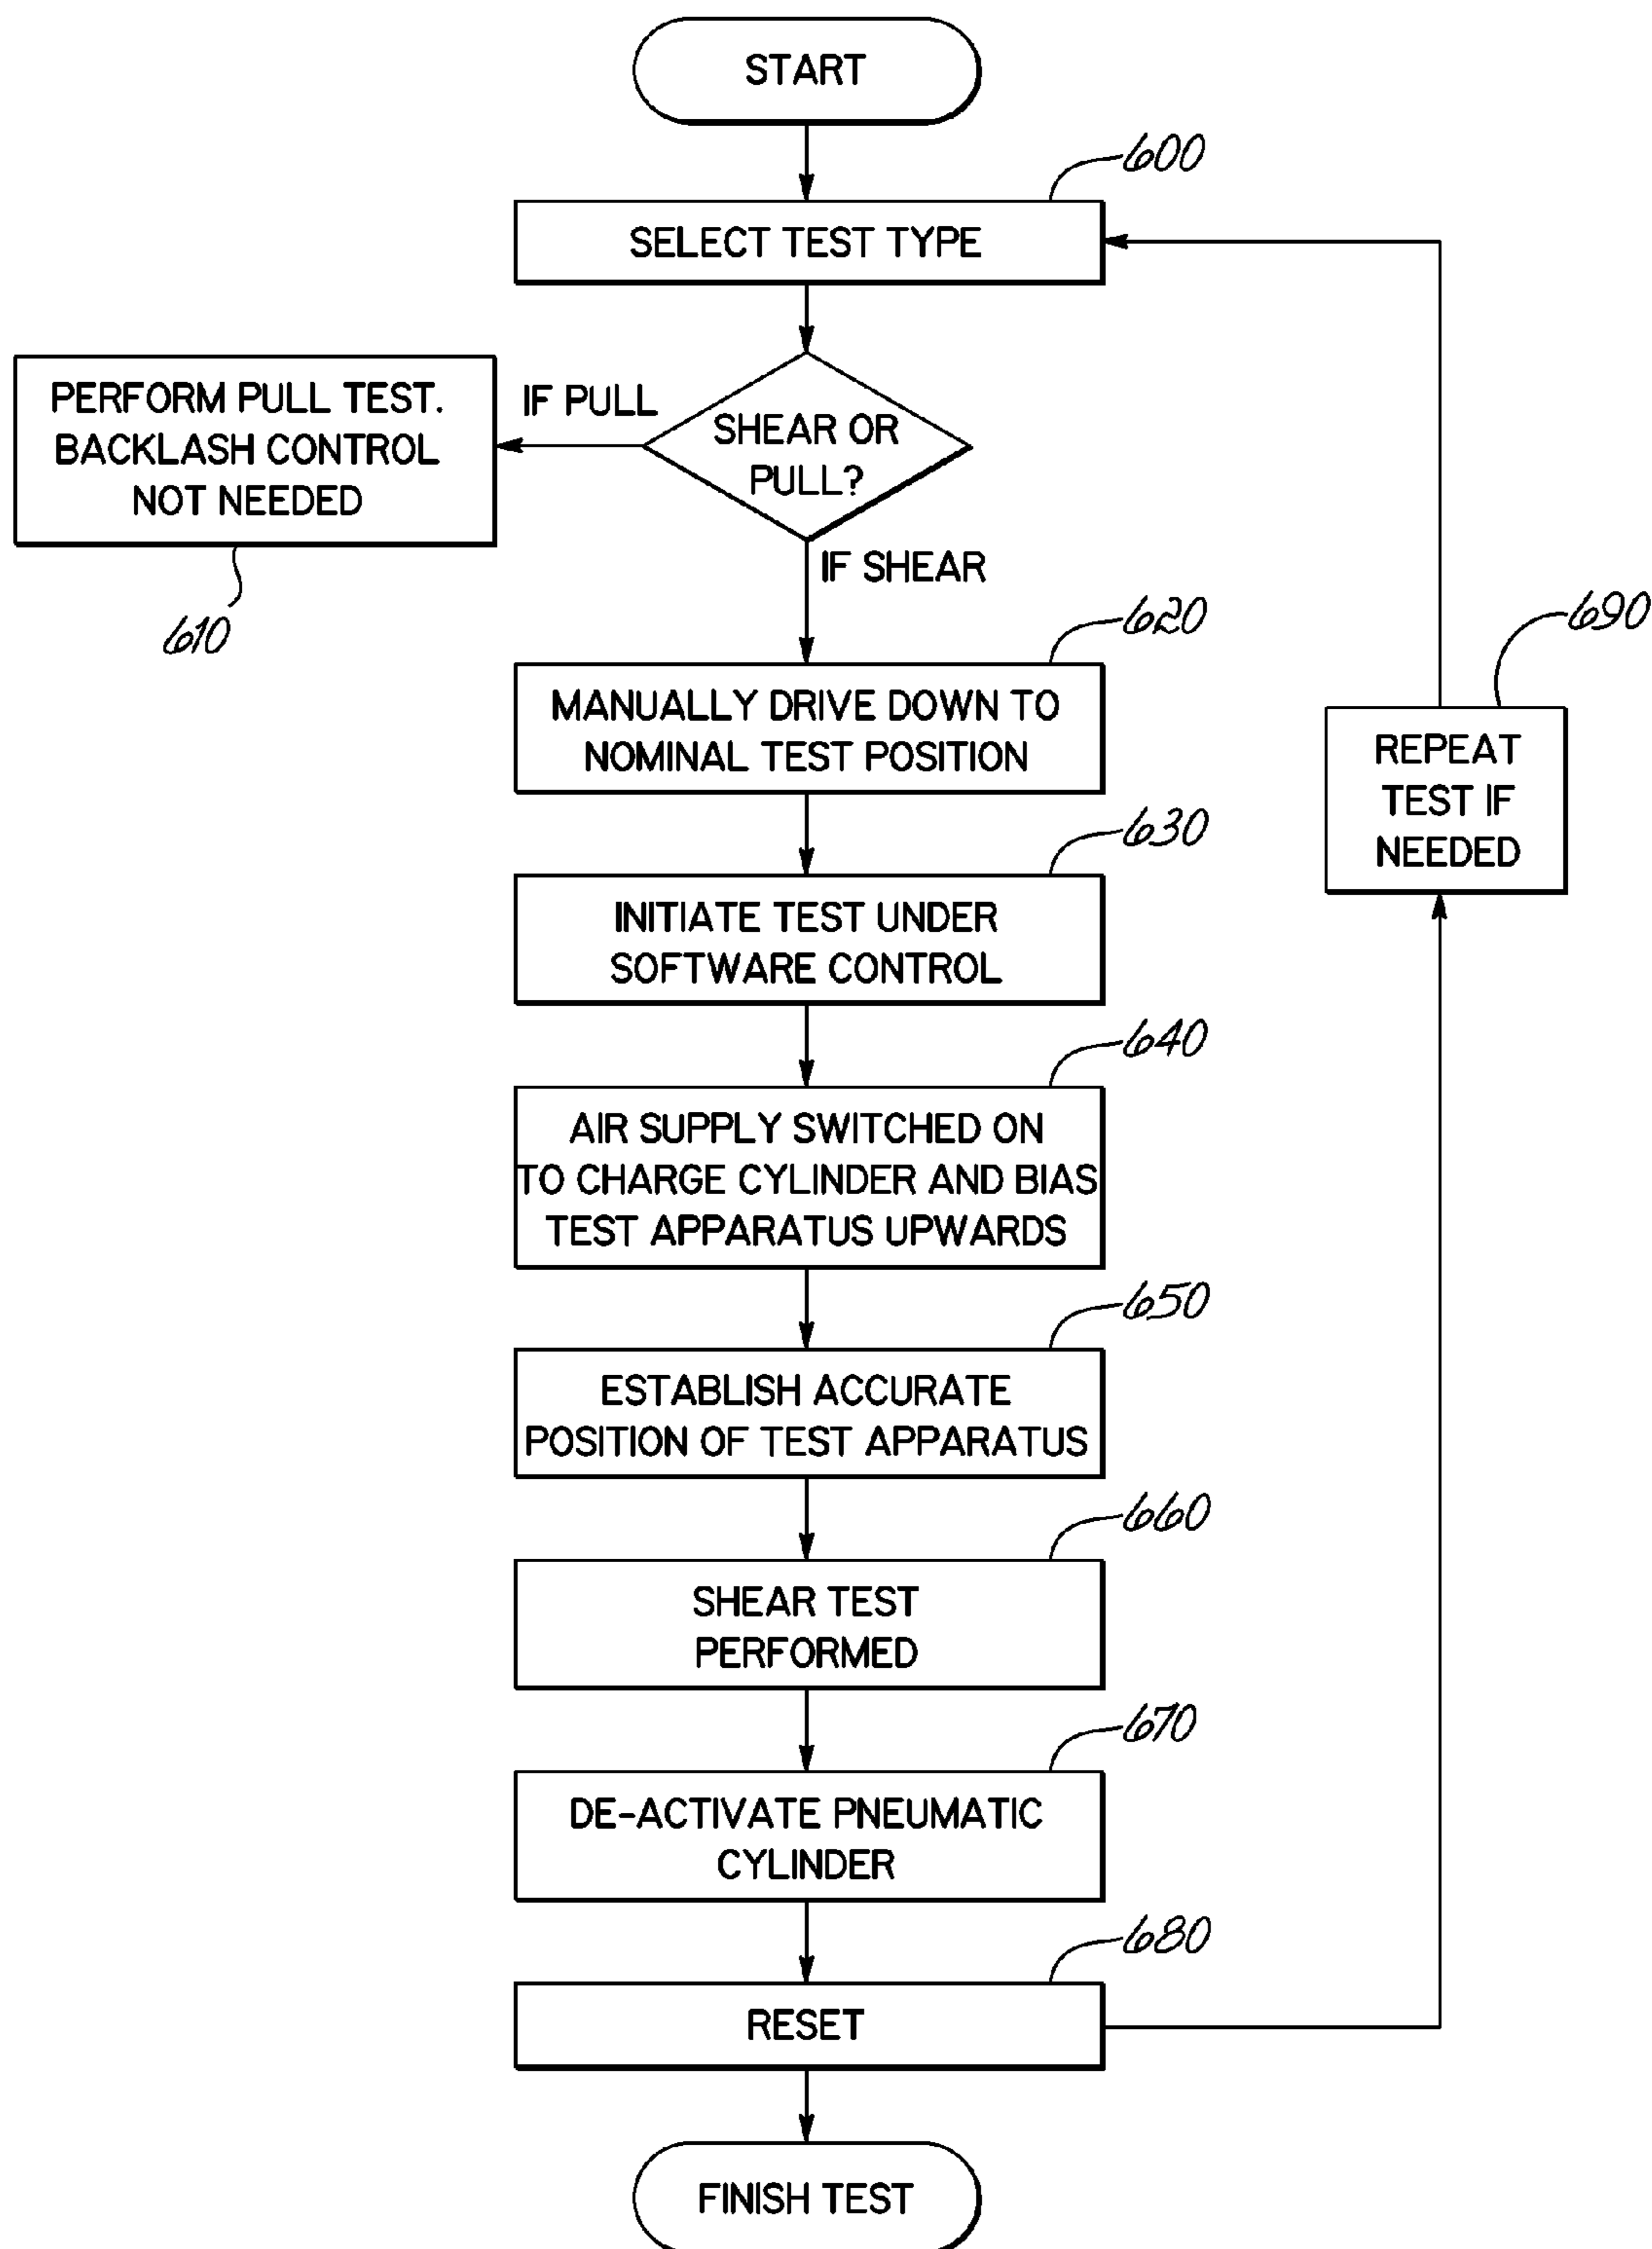 START
600
SELECT TEST TYPE
PERFORM PULL TEST.
BACKLASH CONTROL
NOT NEEDED
610
IF PULL
SHEAR OR
PULL?
IF SHEAR
620
MANUALLY DRIVE DOWN TO
NOMINAL TEST POSITION
630
INITIATE TEST UNDER
SOFTWARE CONTROL
640
AIR SUPPLY SWITCHED ON
TO CHARGE CYLINDER AND BIAS
TEST APPARATUS UPWARDS
650
ESTABLISH ACCURATE
POSITION OF TEST APPARATUS
660
SHEAR TEST
PERFORMED
670
DE-ACTIVATE PNEUMATIC
CYLINDER
680
RESET
690
REPEAT
TEST IF
NEEDED
FINISH TEST